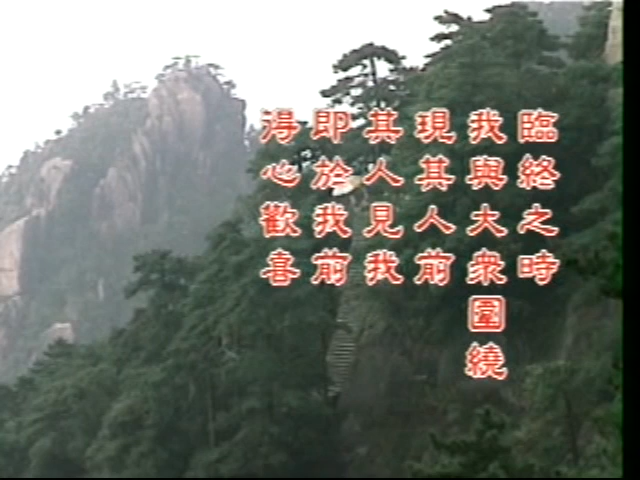 臨終之時
我與大衆圍繞
現其人前
其人見我
即於我前
得心歡喜